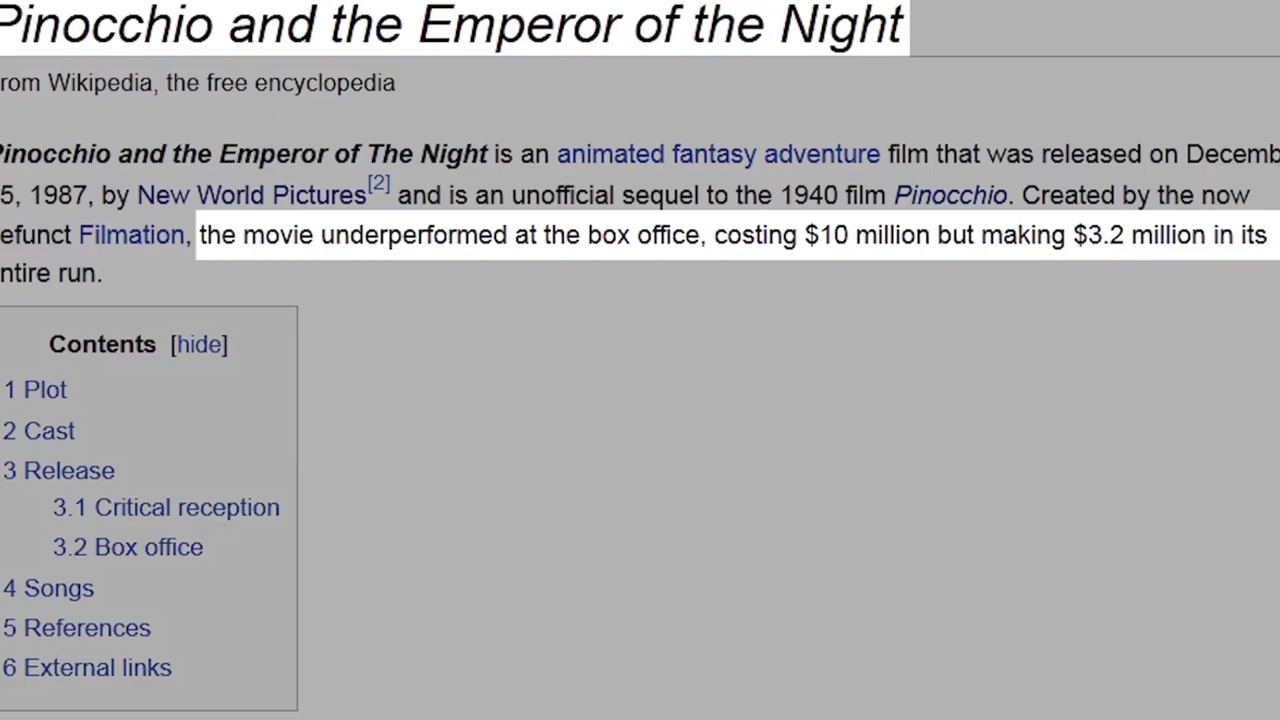 Pinocchio and the Emperor of the Night
rom Wikipedia, the free encyclopedia
Pinocchio and the Emperor of The Night is an animated fantasy adventure film that was released on Decemb
5, 1987, by New World Pictures[2] and is an unofficial sequel to the 1940 film Pinocchio. Created by the now
efunct Filmation, the movie underperformed at the box office, costing $10 million but making $3.2 million in its
ntire run.
Contents [hide]
1 Plot
2 Cast
3 Release
3.1 Critical reception
3.2 Box office
4 Songs
5 References
6 External links